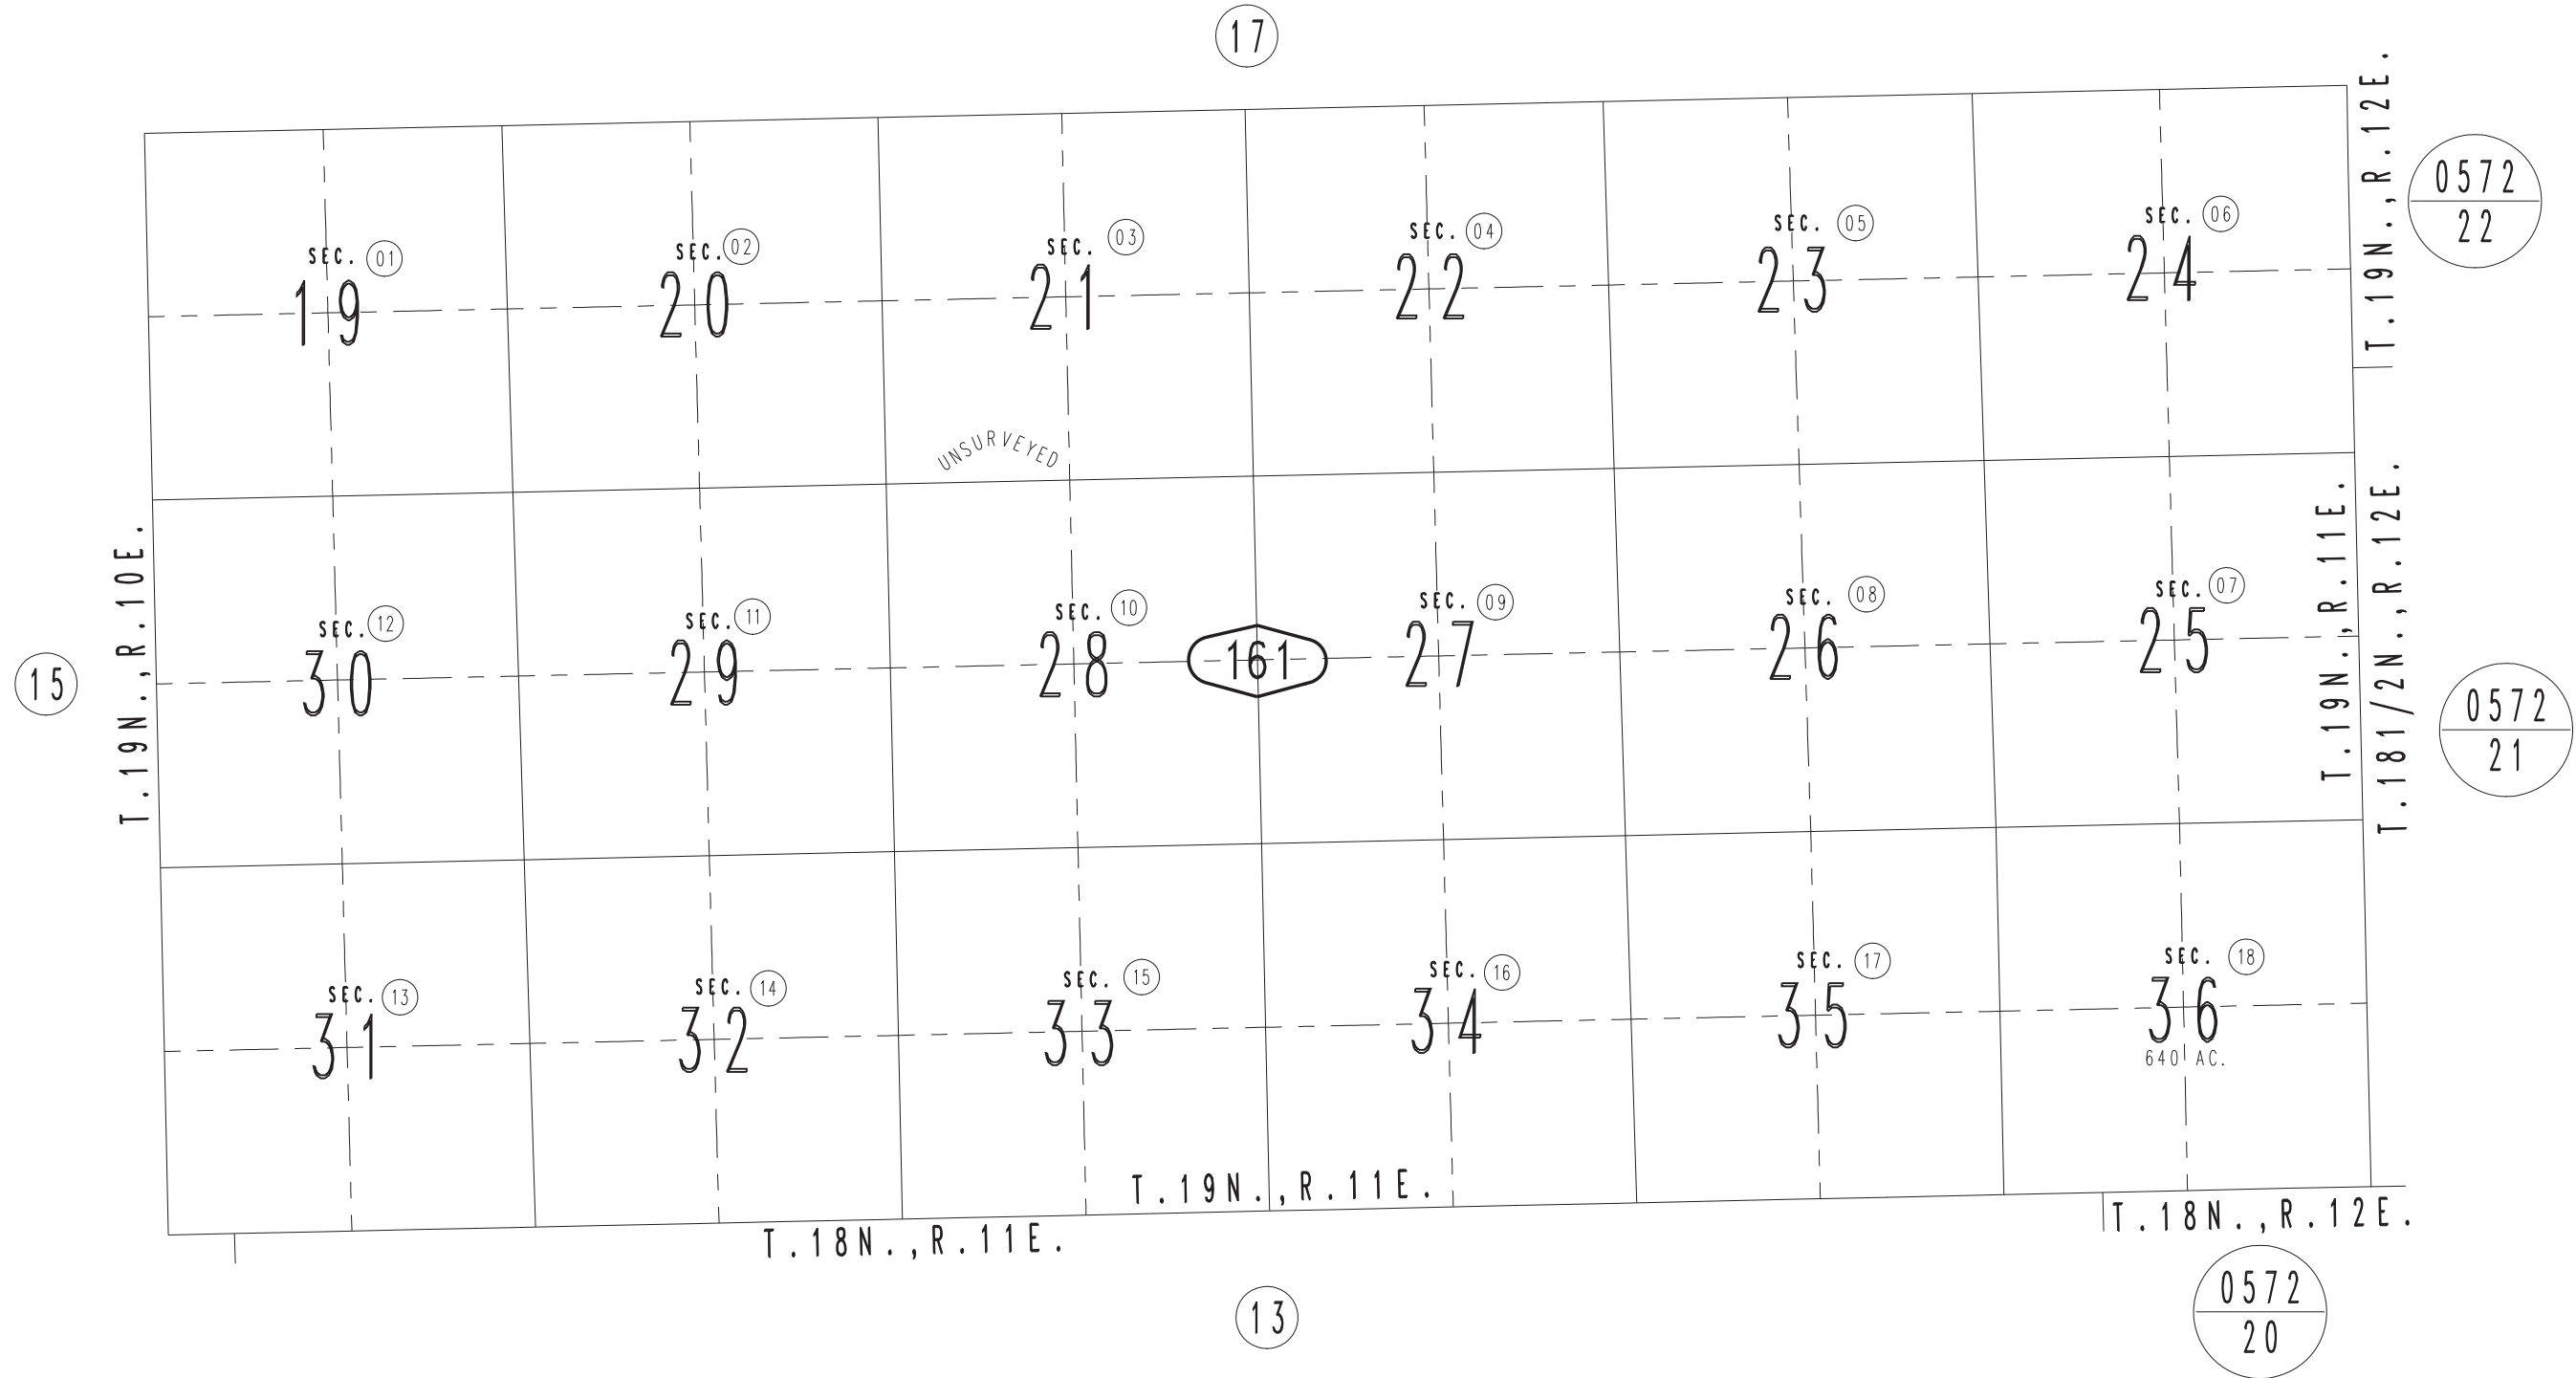 17
T.19N.,R.12E.
0572
22
SEC. 01
19
SEC. 02
20
SEC. 03
21
SEC. 04
22
SEC. 05
23
SEC. 06
24
UNSURVEYED
15
T.19N.,R.10E.
SEC. 12
30
SEC. 11
29
SEC. 10
28
161
SEC. 09
27
SEC. 08
26
SEC. 07
25
T.19N.,R.11E.
T.181/2N.,R.12E.
0572
21
SEC. 13
31
SEC. 14
32
SEC. 15
33
SEC. 16
34
SEC. 17
35
SEC. 18
36
640 AC.
T.19N.,R.11E.
T.18N.,R.11E.
T.18N.,R.12E.
13
0572
20